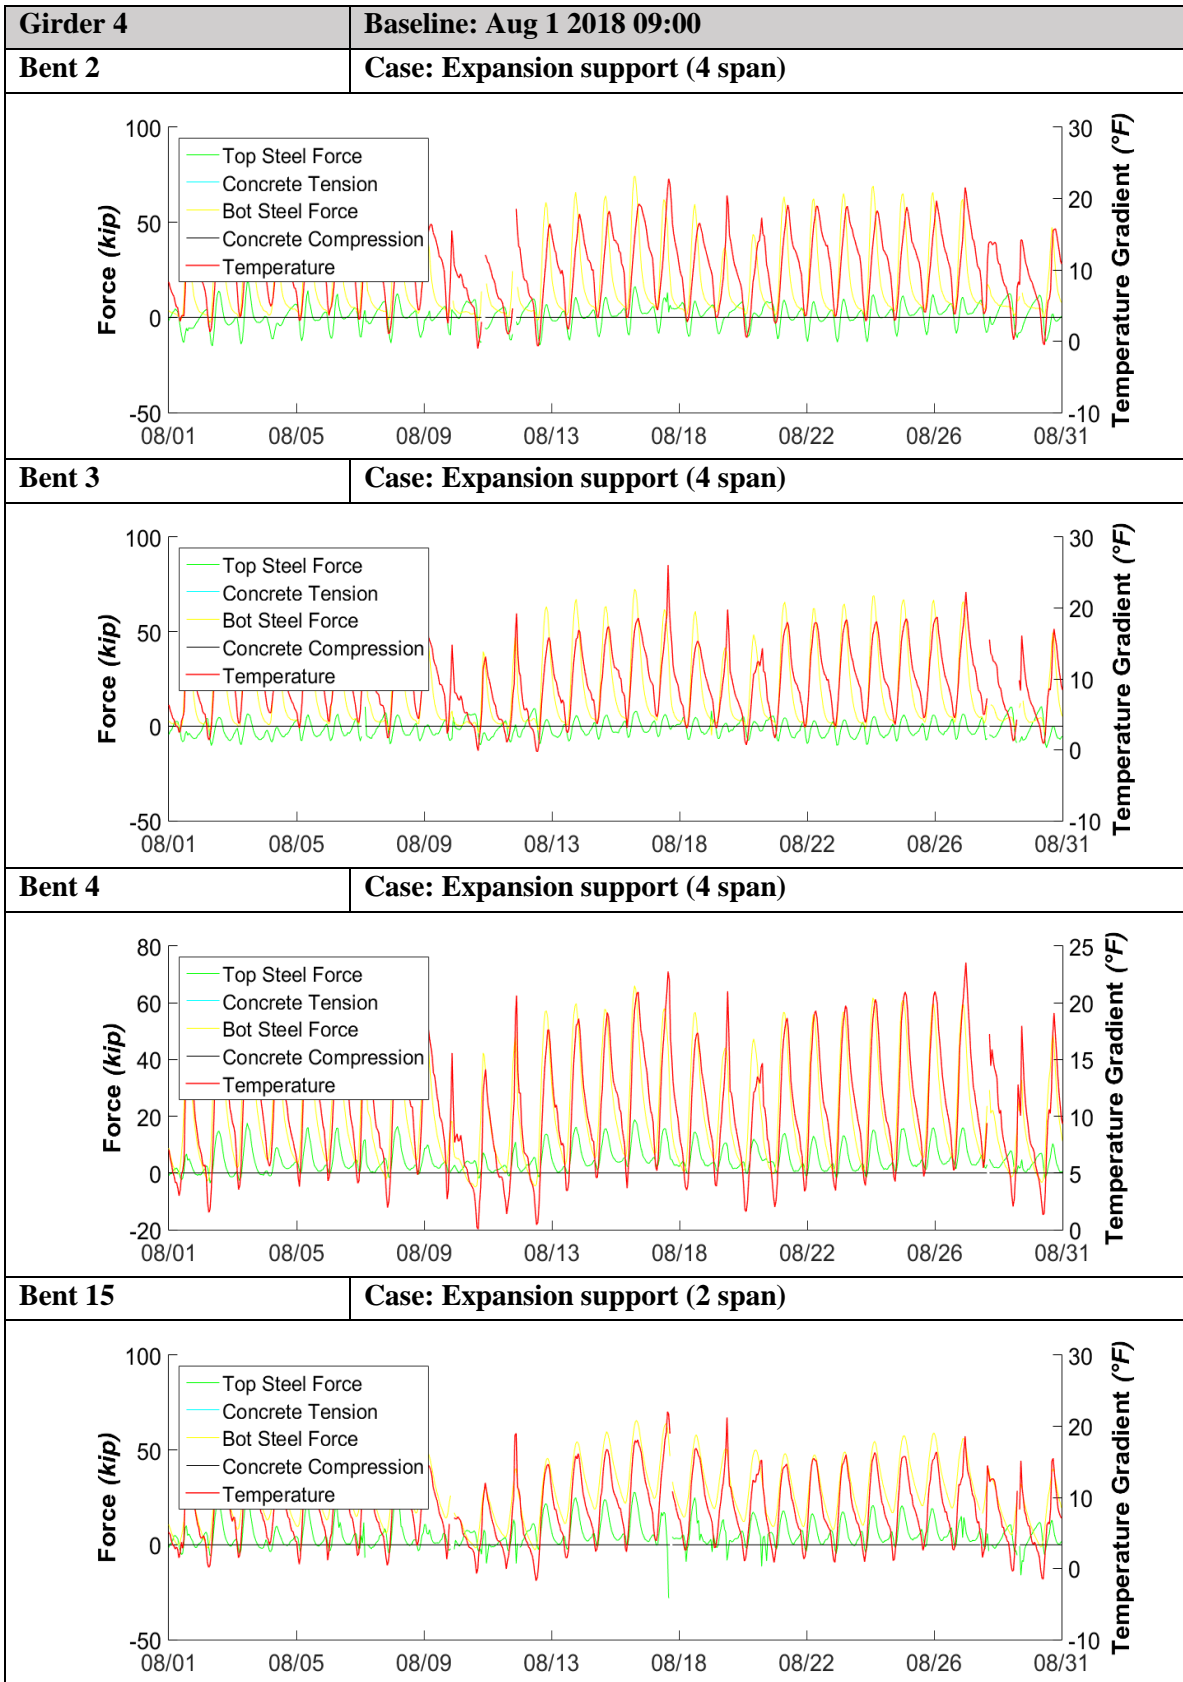 Girder 4 Baseline: Aug 1 2018 09:00
Bent 2 Case: Expansion support (4 span)
100 30
Top Steel Force
Concrete Tension 20
50 Bot Steel Force
Concrete Compression 10
Temperature
0 0
-50 -10
08/01 08/05 08/09 08/13 08/18 08/22 08/26 08/31
Force (kip)
Temperature Gradient (°F)
Bent 3 Case: Expansion support (4 span)
100 30
Top Steel Force
Concrete Tension 20
50 Bot Steel Force
Concrete Compression 10
Temperature
0 0
-50 -10
08/01 08/05 08/09 08/13 08/18 08/22 08/26 08/31
Force (kip)
Temperature Gradient (°F)
Bent 4 Case: Expansion support (4 span)
80 25
Top Steel Force
60 Concrete Tension 20
Bot Steel Force
40 Concrete Compression 15
Temperature
20 10
0 5
-20 0
08/01 08/05 08/09 08/13 08/18 08/22 08/26 08/31
Force (kip)
Temperature Gradient (°F)
Bent 15 Case: Expansion support (2 span)
100 30
Top Steel Force
Concrete Tension 20
50 Bot Steel Force
Concrete Compression 10
Temperature
0 0
-50 -10
08/01 08/05 08/09 08/13 08/18 08/22 08/26 08/31
Force (kip)
Temperature Gradient (°F)